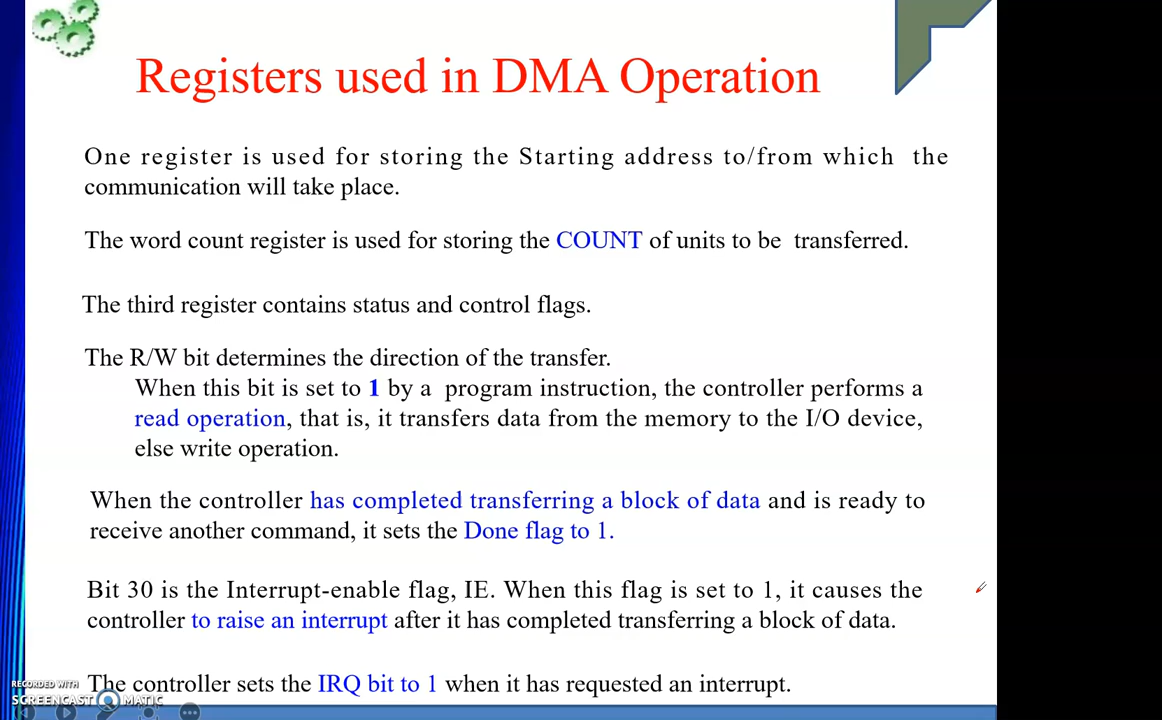 Registers used in DMA Operation
One register is used for storing the Starting address to/from which the
communication will take place.
The word count register is used for storing the COUNT of units to be transferred.
The third register contains status and control flags.
The R/W bit determines the direction of the transfer.
When this bit is set to 1 by a program instruction, the controller performs a
read operation, that is, it transfers data from the memory to the I/O device,
else write operation.
When the controller has completed transferring a block of data and is ready to
receive another command, it sets the Done flag to 1.
Bit 30 is the Interrupt-enable flag, IE. When this flag is set to 1, it causes the
controller to raise an interrupt after it has completed transferring a block of data.
The controller sets the IRQ bit to 1 when it has requested an interrupt.
RECORDED WITH
SCREENCAST MATIC